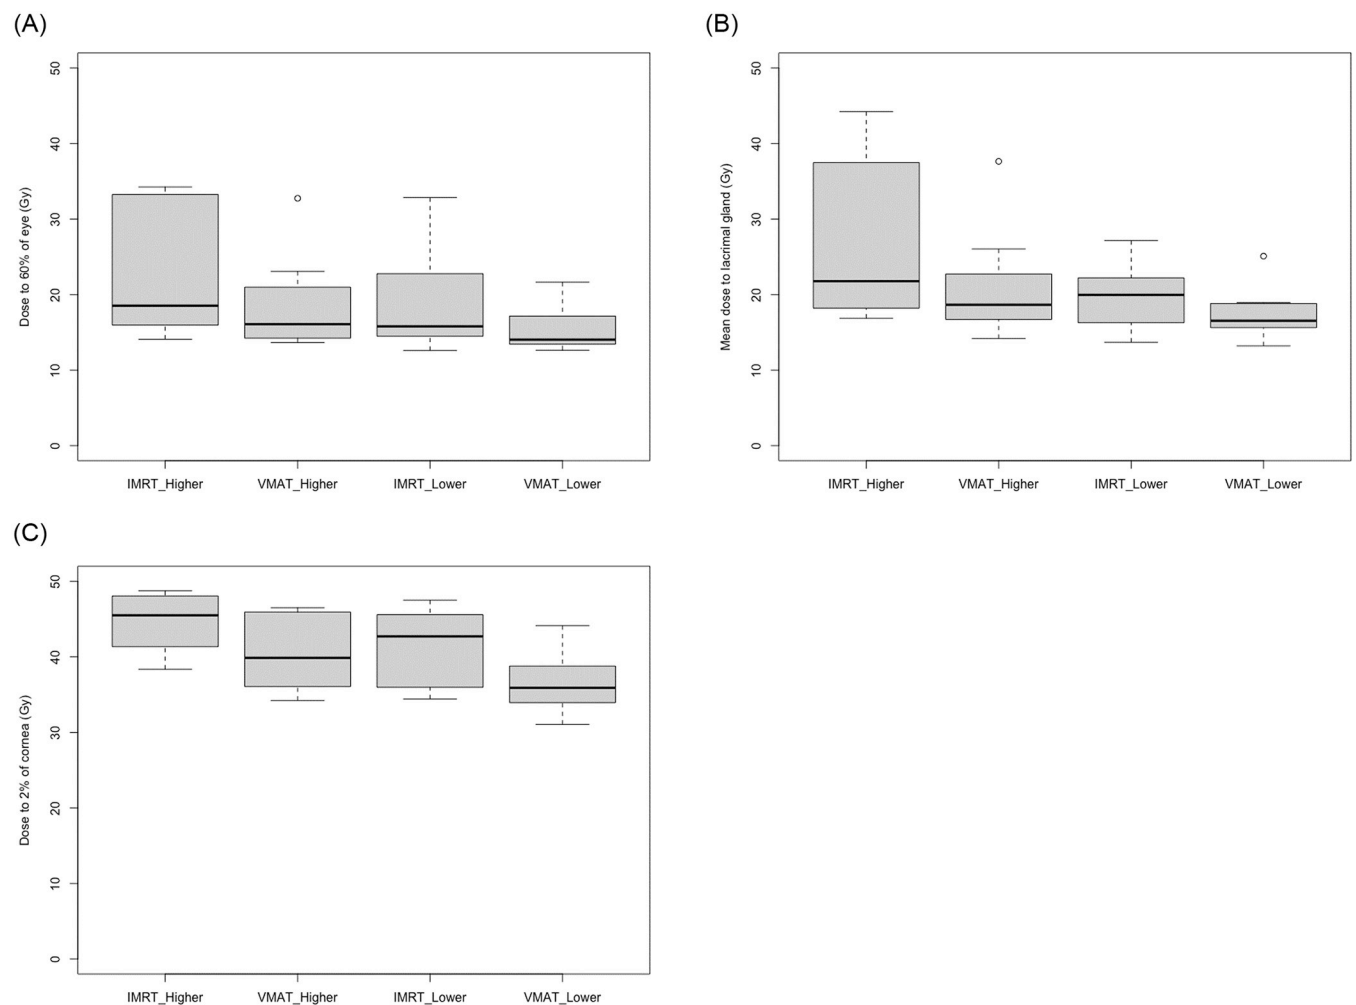 (A)
50
40
30
20
10
0
Dose to 60% of eye (Gy)
IMRT_Higher VMAT_Higher IMRT_Lower VMAT_Lower
(B)
50
40
30
20
10
0
Mean dose to lacrimal gland (Gy)
IMRT_Higher VMAT_Higher IMRT_Lower VMAT_Lower
(C)
50
40
30
20
10
0
Dose to 2% of cornea (Gy)
IMRT_Higher VMAT_Higher IMRT_Lower VMAT_Lower